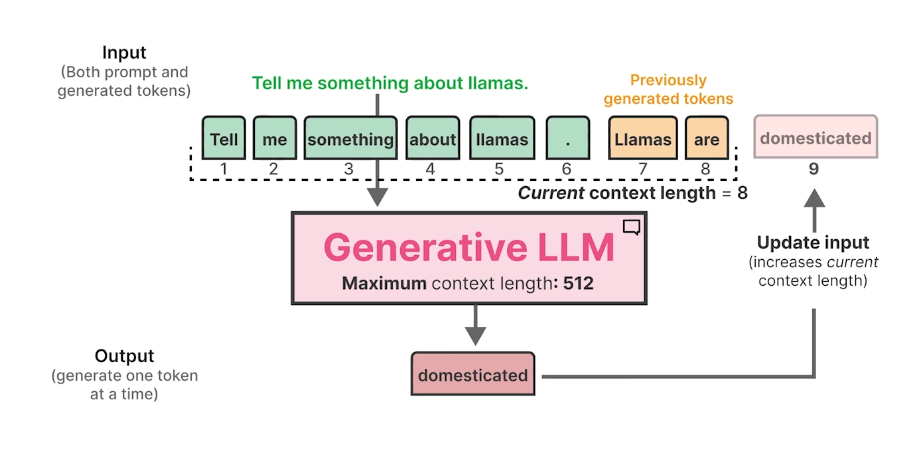 Input
(Both prompt and
generated tokens)
Tell me something about llamas.
Previously
generated tokens
Tell me something about llamas . Llamas are domesticated
1 2 3 4 5 6 7 8 9
Current context length = 8
Generative LLM
Maximum context length: 512
Update input
(increases current
context length)
Output
(generate one token
at a time)
domesticated